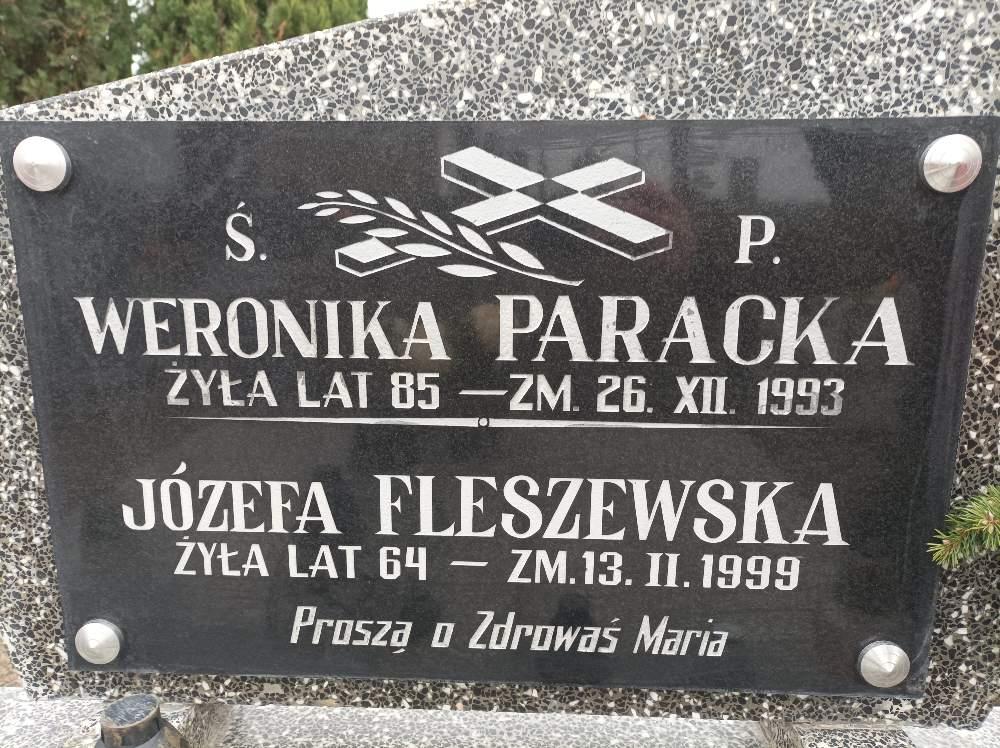 Ś. P.
WERONIKA PARACKA
ŻYŁA LAT 85 — ZM. 26. XII. 1993
JÓZEFA FLESZEWSKA
ŻYŁA LAT 64 — ZM. 13. II. 1999
Proszą o Zdrowaś Maria